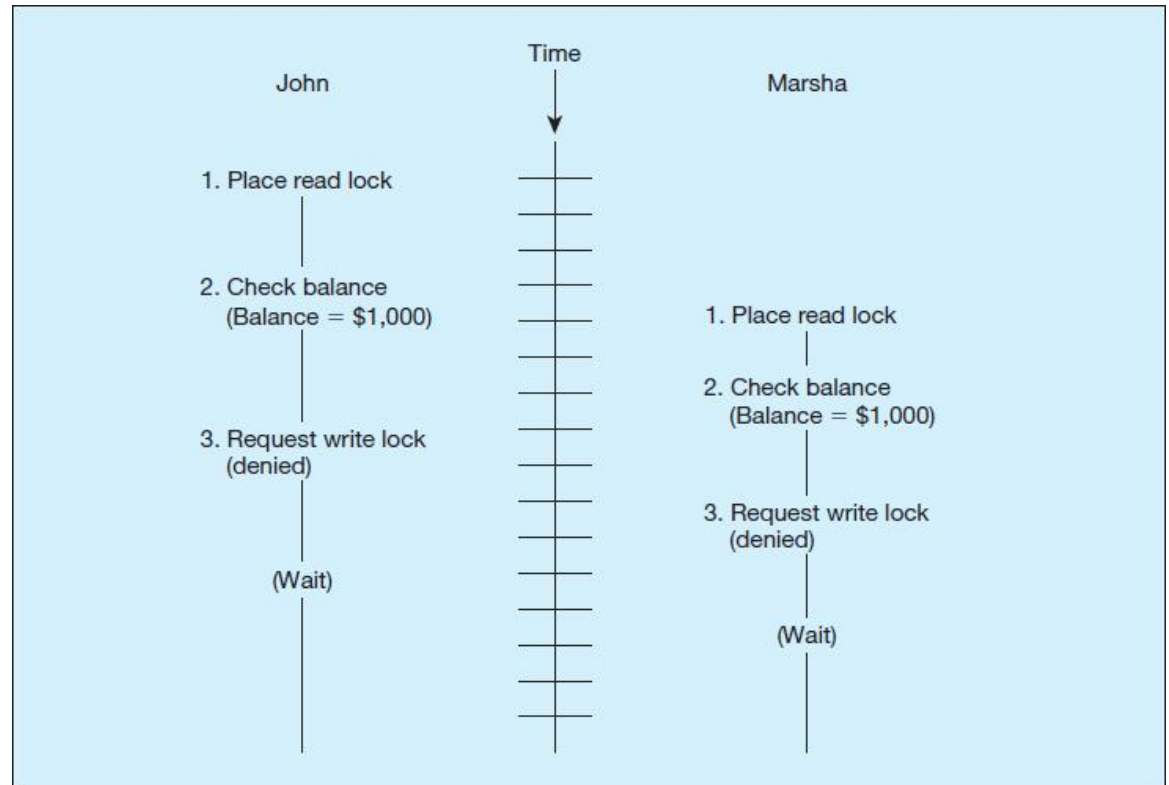 Time
John
Marsha
1. Place read lock
2. Check balance
(Balance = $1,000)
3. Request write lock
(denied)
(Wait)
1. Place read lock
2. Check balance
(Balance = $1,000)
3. Request write lock
(denied)
(Wait)